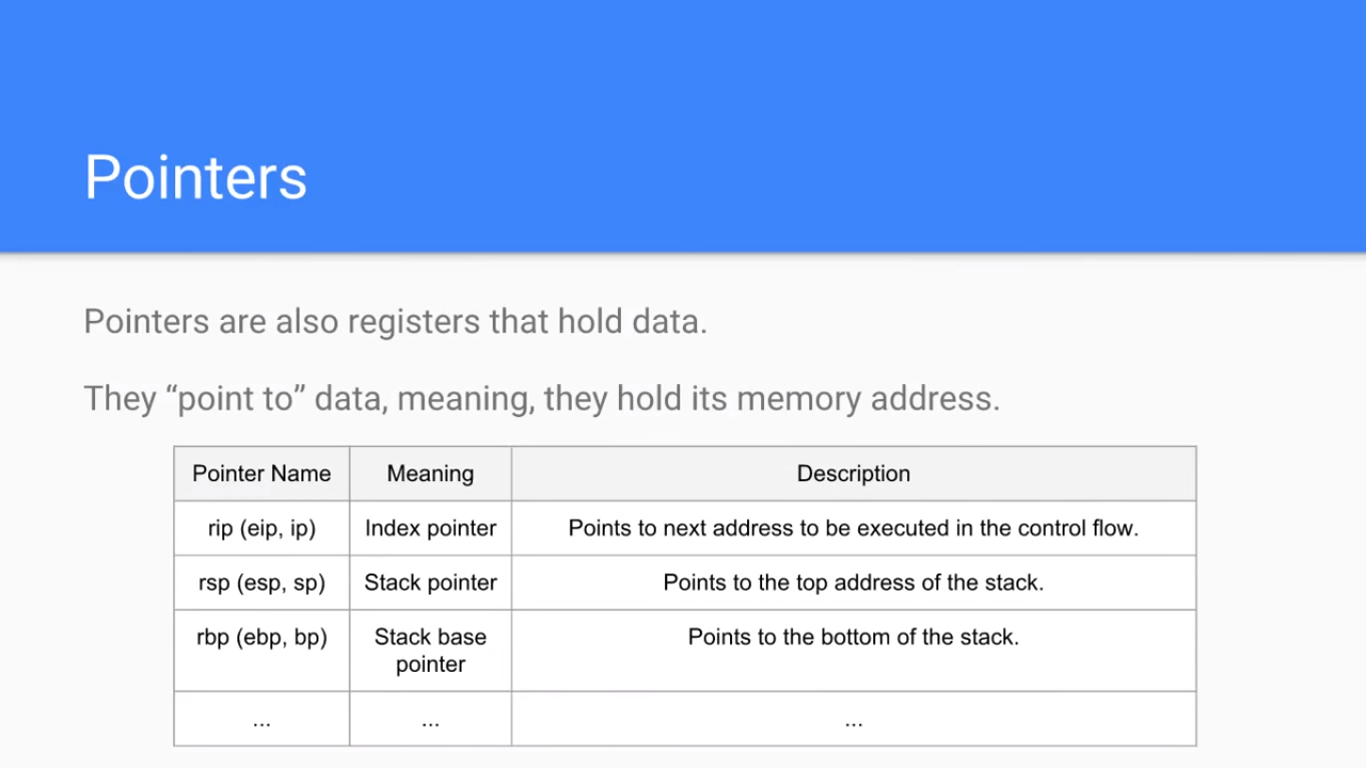 Pointers
Pointers are also registers that hold data.
They “point to” data, meaning, they hold its memory address.
Pointer Name Meaning Description
rip (eip, ip) Index pointer Points to next address to be executed in the control flow.
rsp (esp, sp) Stack pointer Points to the top address of the stack.
rbp (ebp, bp) Stack base pointer Points to the bottom of the stack.
... ... ...